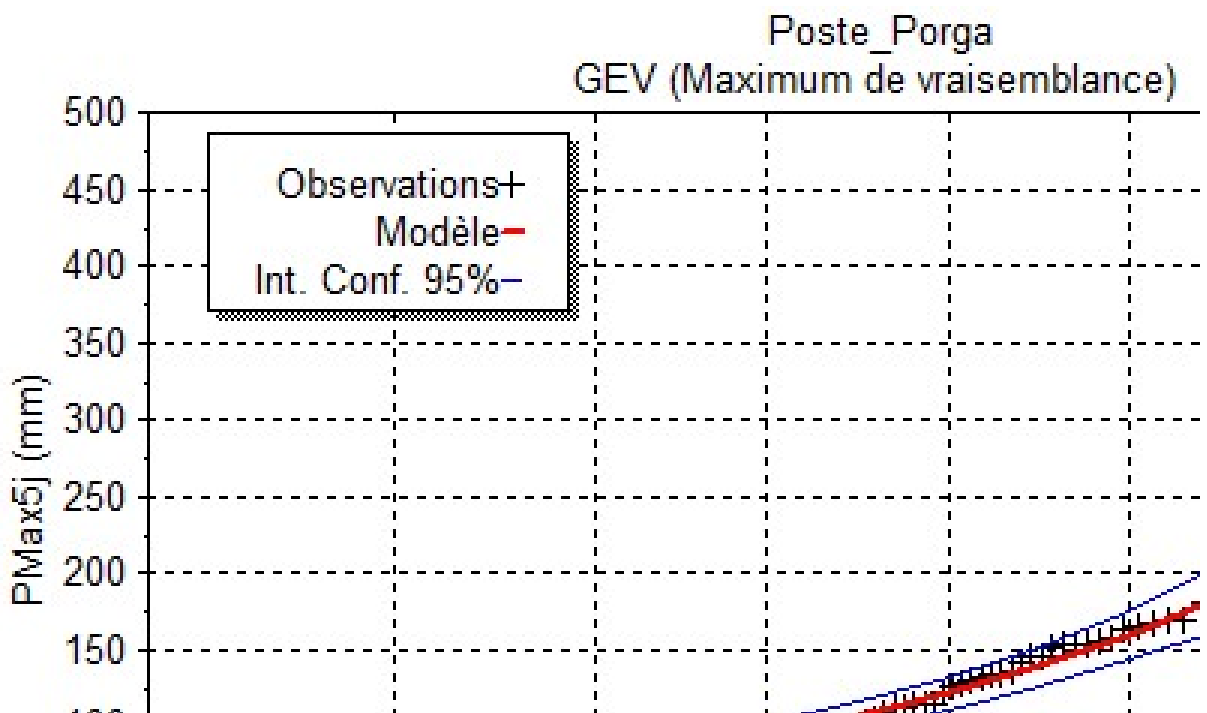 Poste_Porga
GEV (Maximum de vraisemblance)
500
450
400
350
300
250
200
150
Observations
Modèle
Int. Conf. 95%
PMax5j (mm)